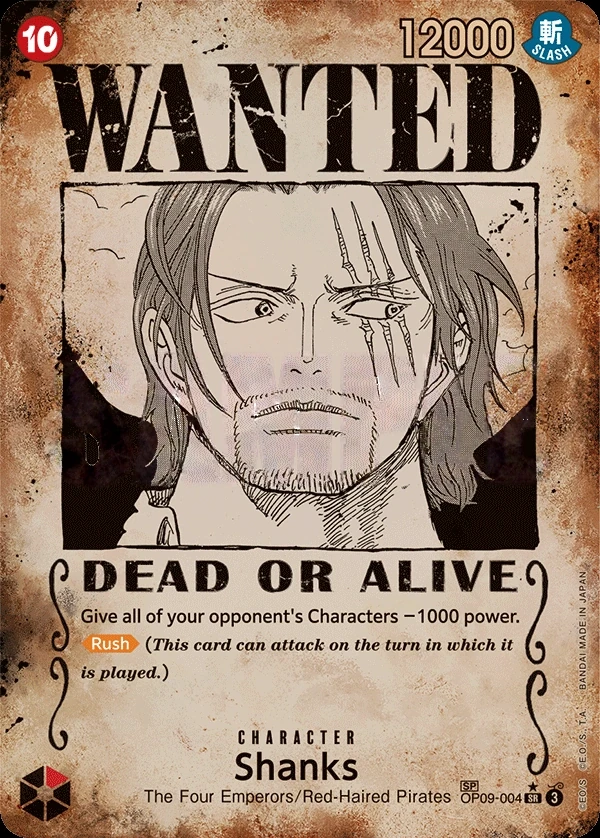 10
12000
斬
SLASH
WANTED
DEAD OR ALIVE
Give all of your opponent's Characters −1000 power.
Rush (This card can attack on the turn in which it
is played.)
CHARACTER
Shanks
The Four Emperors/Red-Haired Pirates
SP
OP09-004 SR 3
©E.O./S. ©E.O./S., T.A. BANDAI MADE IN JAPAN